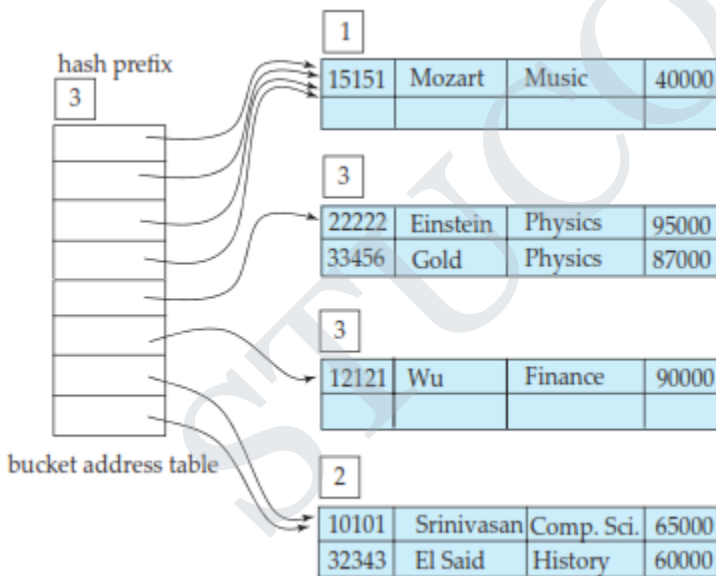 hash prefix
3
bucket address table
1
15151 Mozart Music 40000
3
22222 Einstein Physics 95000
33456 Gold Physics 87000
3
12121 Wu Finance 90000
2
10101 Srinivasan Comp. Sci. 65000
32343 El Said History 60000
STUCO